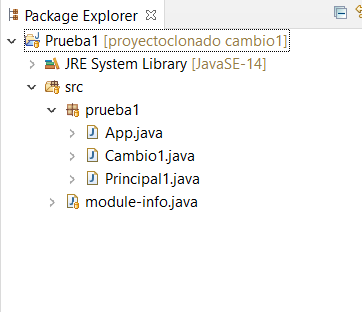 Package Explorer
Prueba1 [proyectoclonado cambio1]
JRE System Library [JavaSE-14]
src
prueba1
App.java
Cambio1.java
Principal1.java
module-info.java